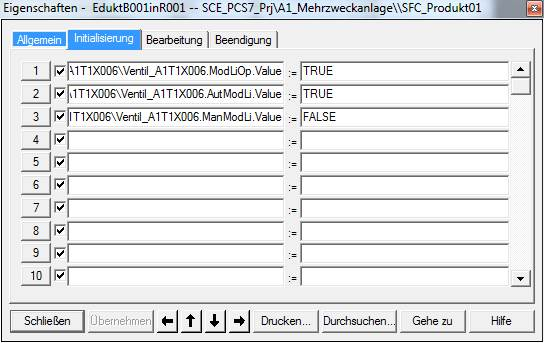 Eigenschaften - EduktB001inR001 -- SCE_PCS7_Prj\A1_Mehrzweckanlage\\SFC_Produkt01
Allgemein Initialisierung Bearbeitung Beendigung
1 \A1T1X006\Ventil_A1T1X006.ModLiOp.Value := TRUE
2 \A1T1X006\Ventil_A1T1X006.AutModLi.Value := TRUE
3 1T1X006\Ventil_A1T1X006.ManModLi.Value := FALSE
4 :=
5 :=
6 :=
7 :=
8 :=
9 :=
10 :=
Schließen Übernehmen Drucken... Durchsuchen... Gehe zu Hilfe